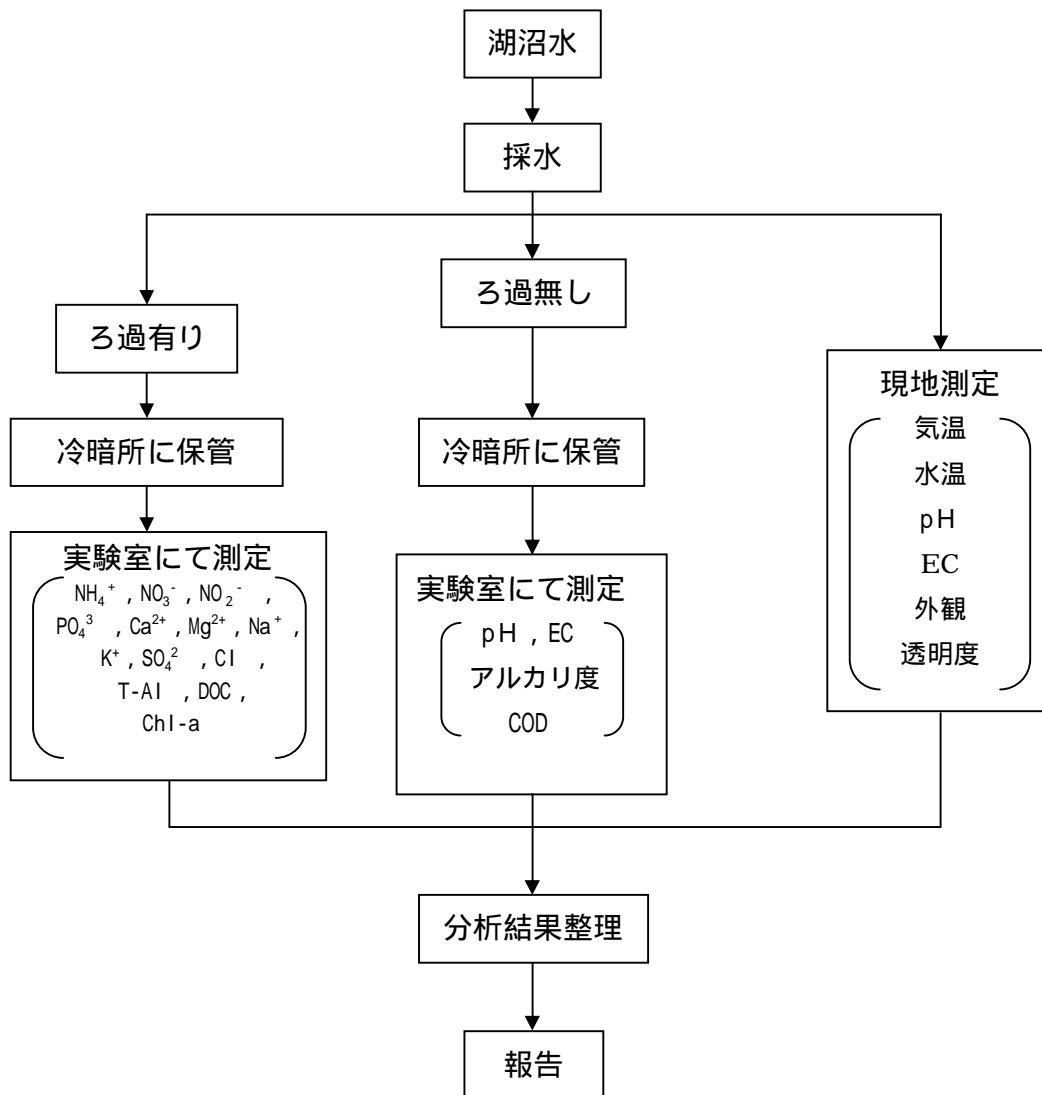 湖沼水
採水
ろ過有り
冷暗所に保管
実験室にて測定
NH₄⁺ , NO₃⁻ , NO₂⁻ ,
PO₄³ , Ca²⁺ , Mg²⁺ , Na⁺ ,
K⁺ , SO₄² , Cl ,
T-Al , DOC ,
Chl-a
ろ過無し
冷暗所に保管
実験室にて測定
pH , EC
アルカリ度
COD
現地測定
気温
水温
pH
EC
外観
透明度
分析結果整理
報告